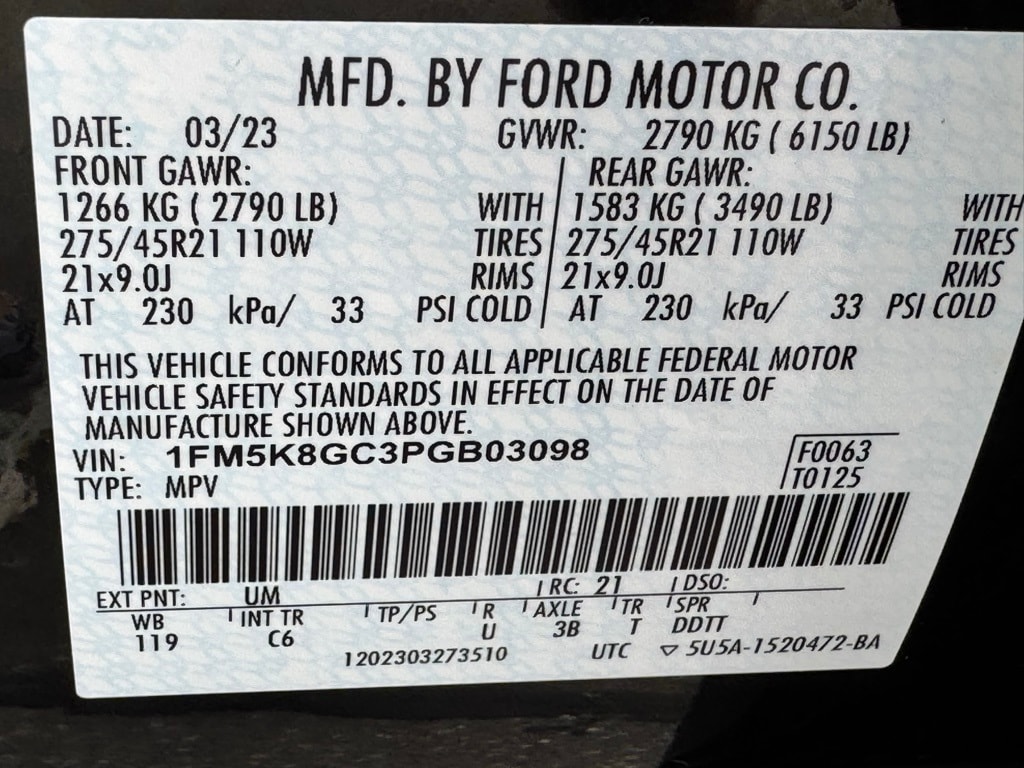 MFD. BY FORD MOTOR CO.
DATE: 03/23 GVWR: 2790 KG ( 6150 LB)
FRONT GAWR: REAR GAWR:
1266 KG ( 2790 LB) WITH 1583 KG ( 3490 LB) WITH
275/45R21 110W TIRES 275/45R21 110W TIRES
21x9.0J RIMS 21x9.0J RIMS
AT 230 kPa/ 33 PSI COLD AT 230 kPa/ 33 PSI COLD
THIS VEHICLE CONFORMS TO ALL APPLICABLE FEDERAL MOTOR
VEHICLE SAFETY STANDARDS IN EFFECT ON THE DATE OF
MANUFACTURE SHOWN ABOVE.
VIN: 1FM5K8GC3PGB03098 F0063
TYPE: MPV T0125
EXT PNT: UM RC: 21 DSO:
WB INT TR TP/PS R AXLE TR SPR
119 C6 U 3B T DDTT
1202303273510 UTC ▽ 5U5A-1520472-BA